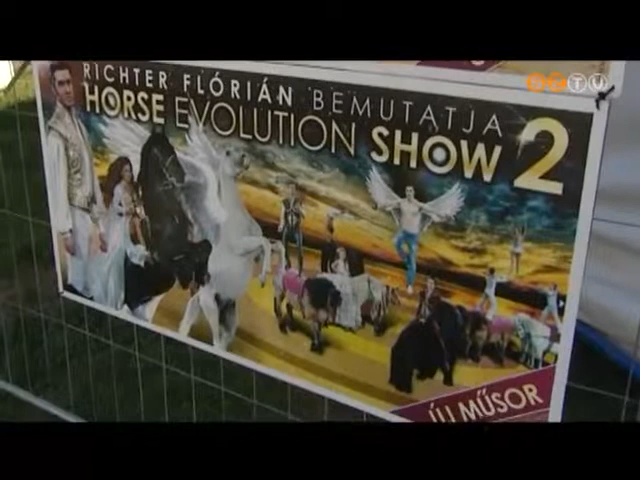 RICHTER FLÓRIÁN BEMUTATJA
HORSE EVOLUTION SHOW 2
ÚJ MŰSOR